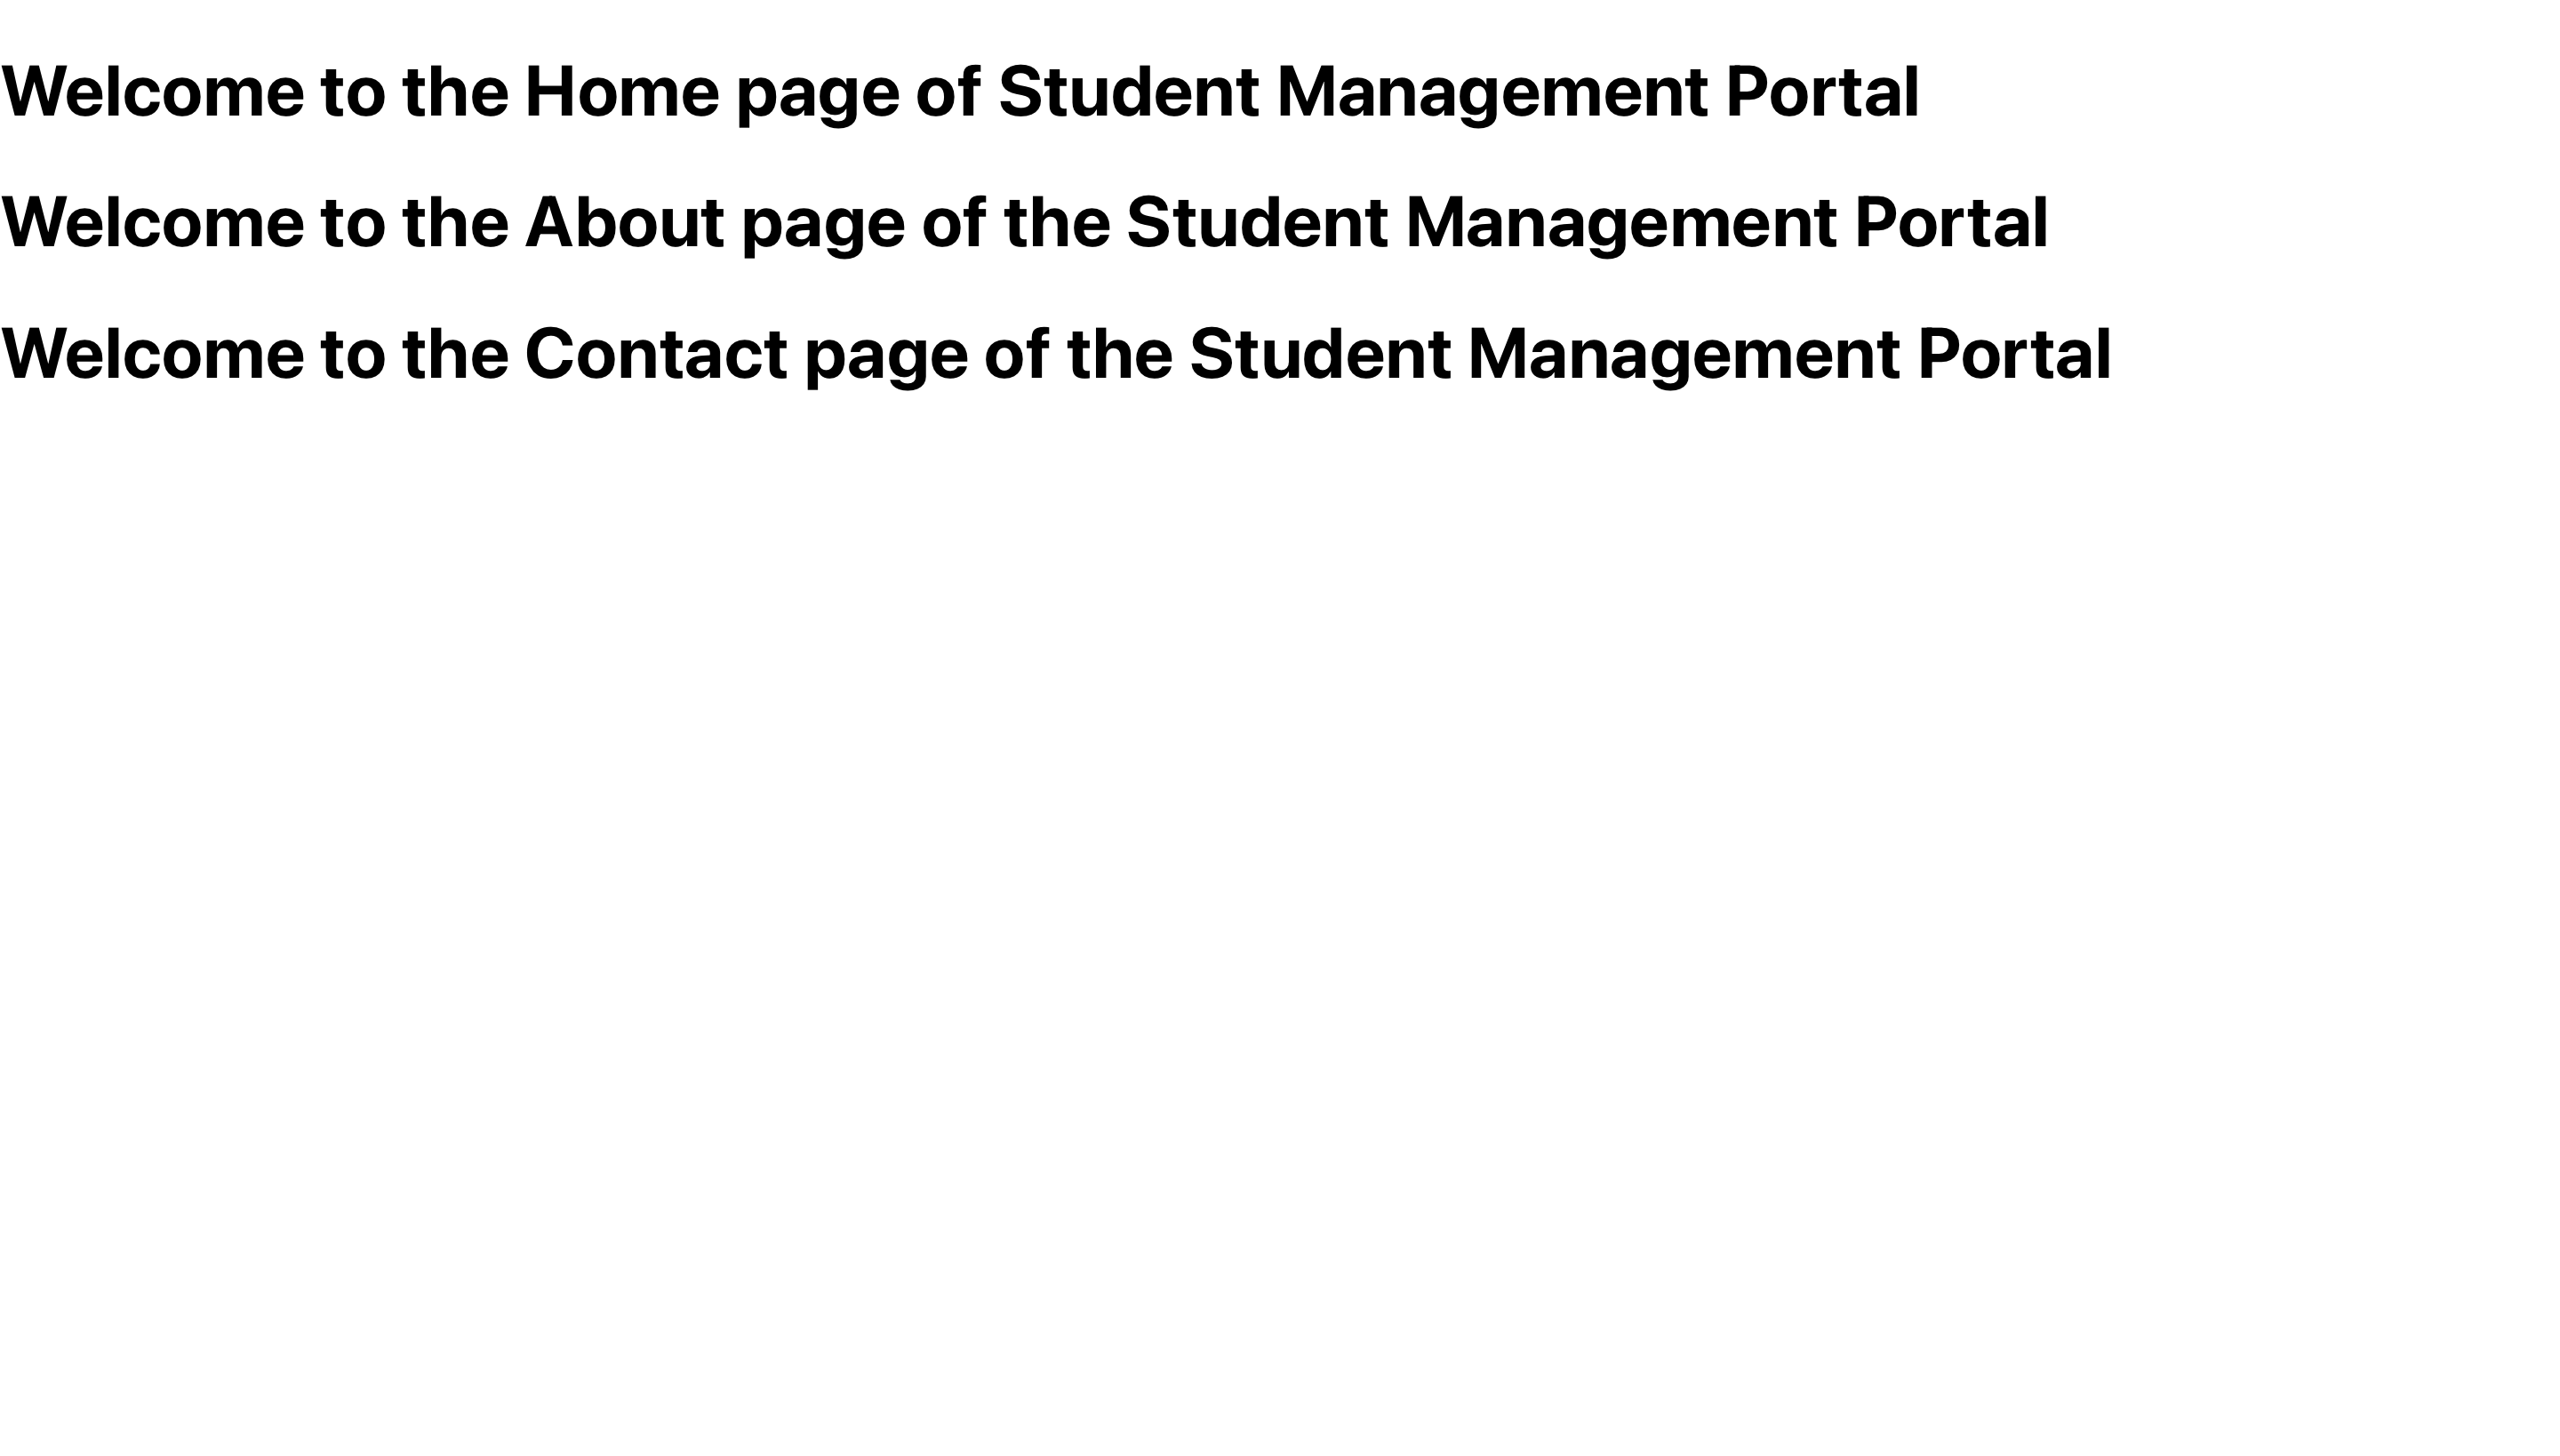 Welcome to the Home page of Student Management Portal
Welcome to the About page of the Student Management Portal
Welcome to the Contact page of the Student Management Portal